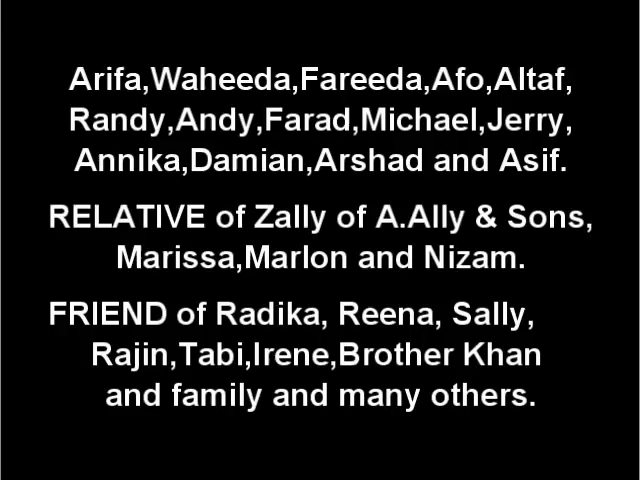 Arifa,Waheeda,Fareeda,Afo,Altaf,
Randy,Andy,Farad,Michael,Jerry,
Annika,Damian,Arshad and Asif.
RELATIVE of Zally of A.Ally & Sons,
Marissa,Marlon and Nizam.
FRIEND of Radika, Reena, Sally,
Rajin,Tabi,Irene,Brother Khan
and family and many others.